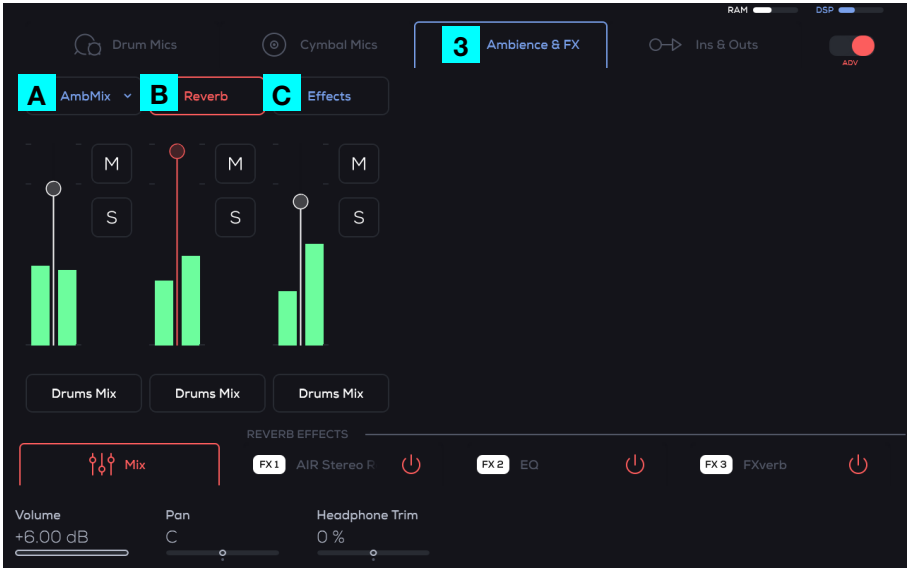 RAM DSP
Drum Mics Cymbal Mics 3 Ambience & FX Ins & Outs
ADV
A AmbMix B Reverb C Effects
M M M
S S S
Drums Mix Drums Mix Drums Mix
REVERB EFFECTS
Mix FX 1 AIR Stereo R FX 2 EQ FX 3 FXverb
Volume Pan Headphone Trim
+6.00 dB C 0 %